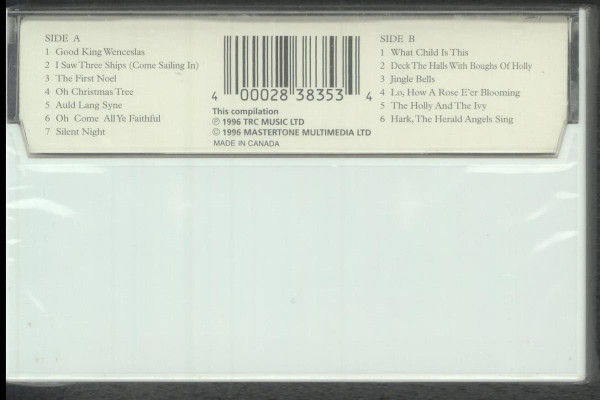 SIDE A
1 Good King Wenceslas
2 I Saw Three Ships (Come Sailing In)
3 The First Noel
4 Oh Christmas Tree
5 Auld Lang Syne
6 Oh Come All Ye Faithful
7 Silent Night
4 00028 38353 4
This compilation
℗ 1996 TRC MUSIC LTD
© 1996 MASTERTONE MULTIMEDIA LTD
MADE IN CANADA
SIDE B
1 What Child Is This
2 Deck The Halls With Boughs Of Holly
3 Jingle Bells
4 Lo, How A Rose E'er Blooming
5 The Holly And The Ivy
6 Hark, The Herald Angels Sing